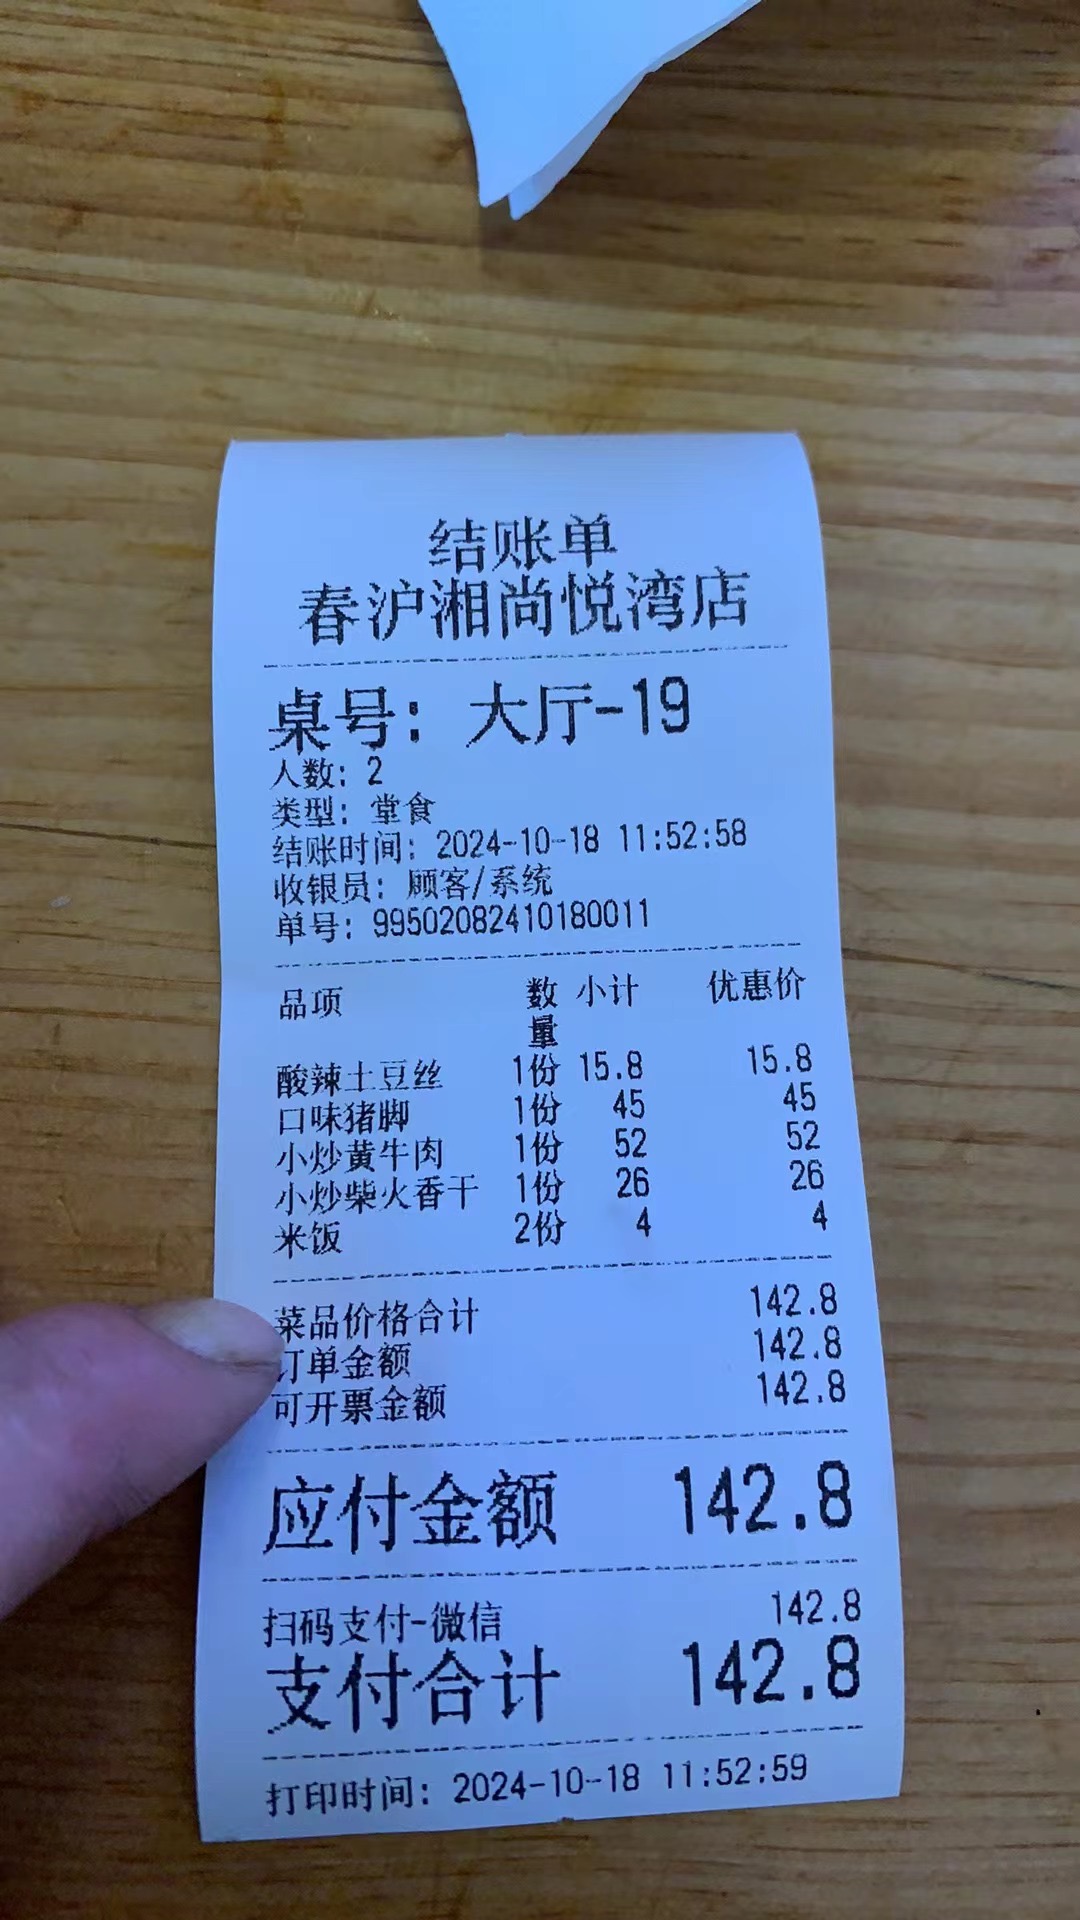 结账单
春沪湘尚悦湾店
桌号：大厅-19
人数：2
类型：堂食
结账时间：2024-10-18 11:52:58
收银员：顾客/系统
单号：99502082410180011
品项 数量 小计 优惠价
酸辣土豆丝 1份 15.8 15.8
口味猪脚 1份 45 45
小炒黄牛肉 1份 52 52
小炒柴火香干 1份 26 26
米饭 2份 4 4
菜品价格合计 142.8
订单金额 142.8
可开票金额 142.8
应付金额 142.8
扫码支付-微信 142.8
支付合计 142.8
打印时间：2024-10-18 11:52:59